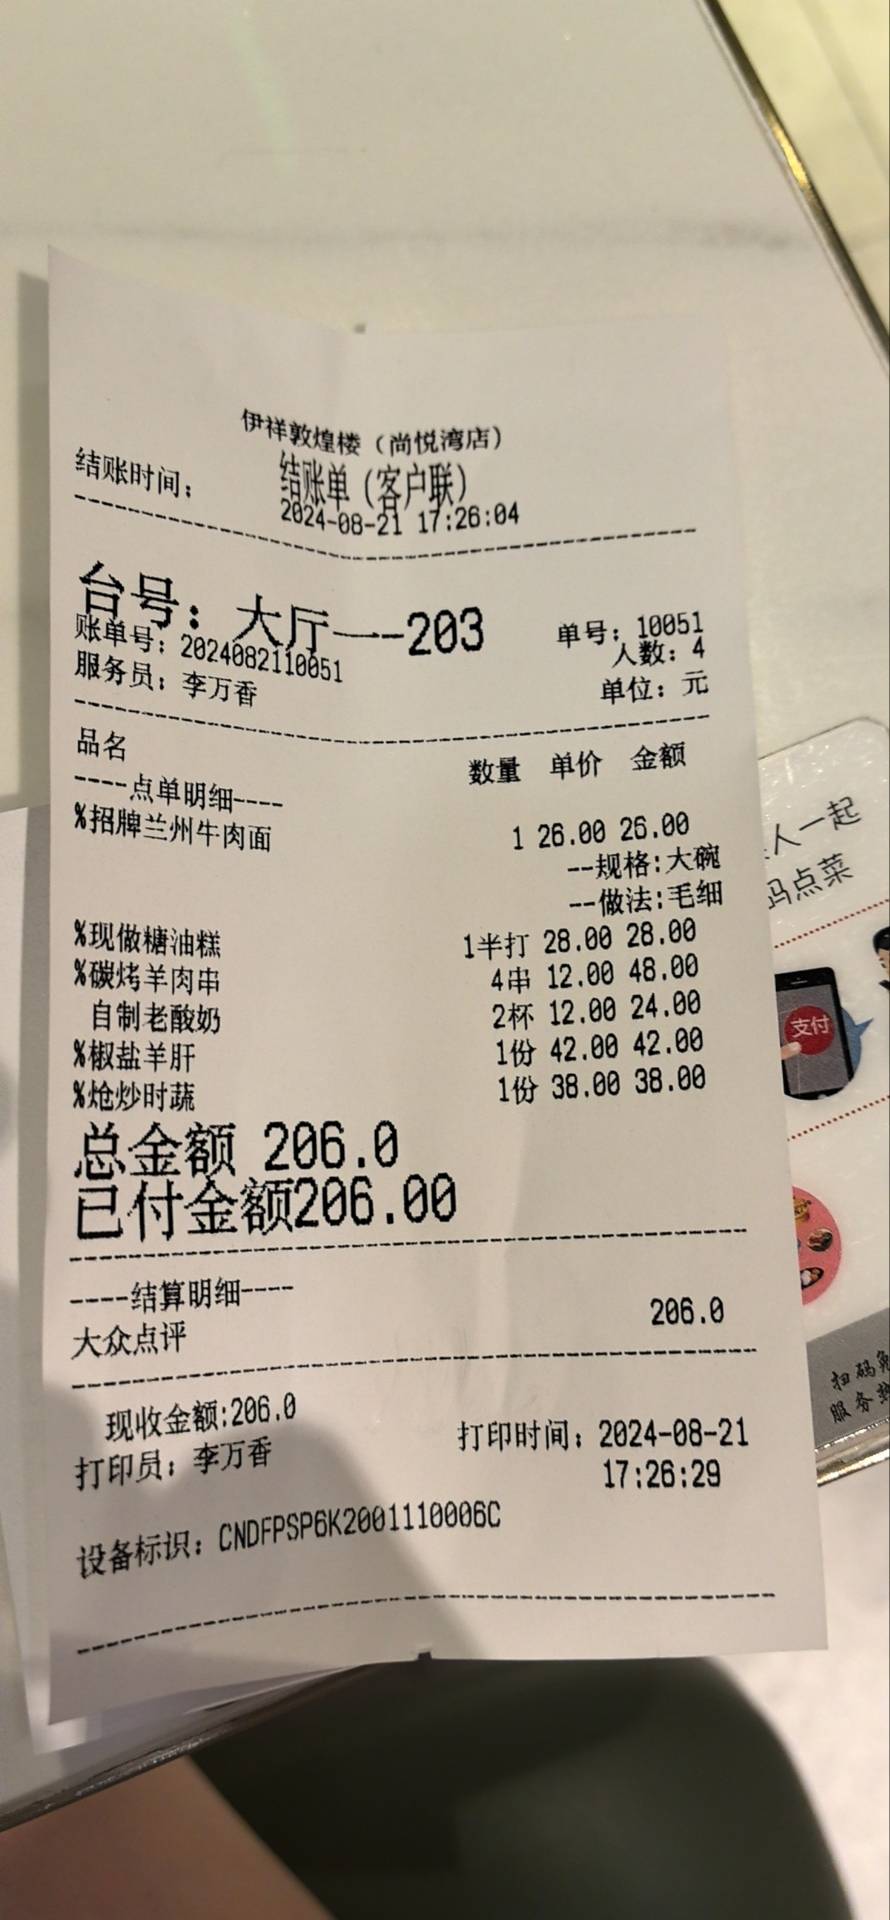 伊祥敦煌楼（尚悦湾店）
结账单（客户联）
结账时间： 2024-08-21 17:26:04
台号：大厅一--203
单号：10051
账单号：2024082110051
人数：4
服务员：李万香
单位：元
品名 数量 单价 金额
----点单明细----
%招牌兰州牛肉面 1 26.00 26.00
--规格:大碗
--做法:毛细
%现做糖油糕 1半打 28.00 28.00
%碳烤羊肉串 4串 12.00 48.00
自制老酸奶 2杯 12.00 24.00
%椒盐羊肝 1份 42.00 42.00
%炝炒时蔬 1份 38.00 38.00
总金额 206.0
已付金额206.00
----结算明细----
大众点评 206.0
现收金额:206.0
打印员：李万香
打印时间：2024-08-21
17:26:29
设备标识：CNDFPSP6K2001110006C
人一起
码点菜
支付
扫码
服务